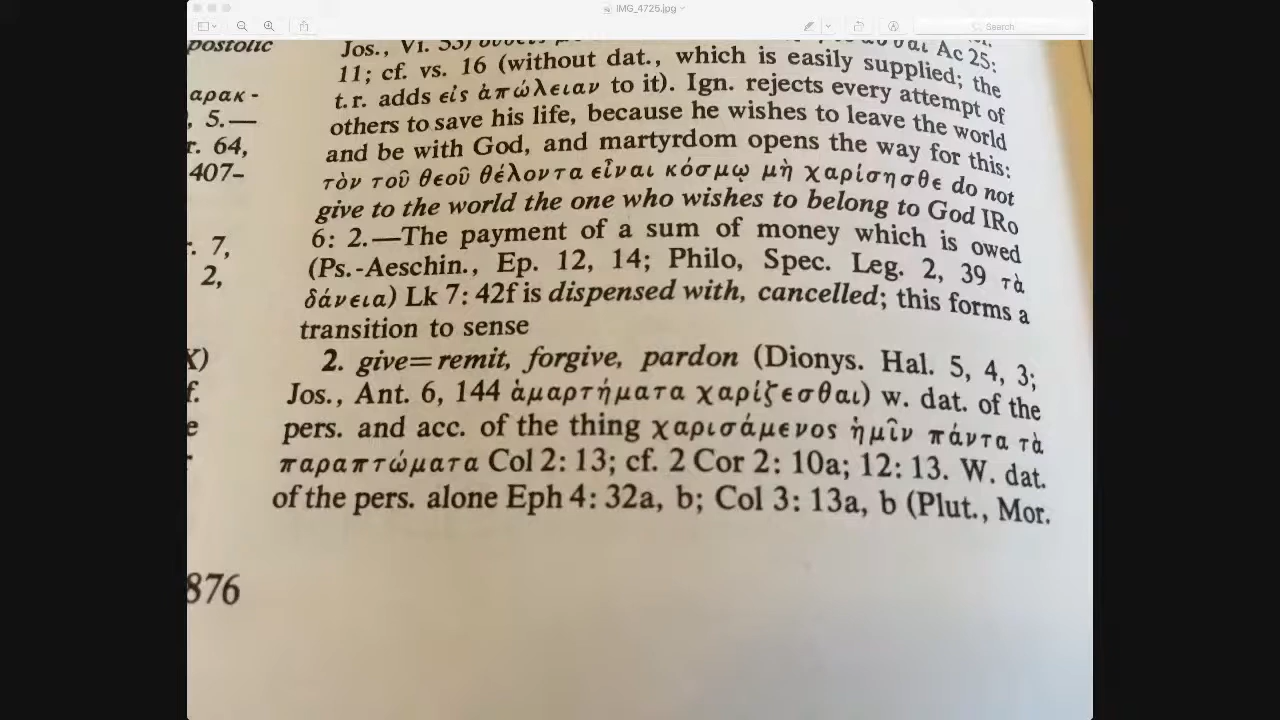 IMG_4726.jpg
Search
postolic
αρακ-
, 5.—
r. 64,
407–
: 7,
2,
X)
f.
e
876
Jos., Vi. 53)
Ac 25:
11; cf. vs. 16 (without dat., which is easily supplied; the
t.r. adds εἰς ἀπώλειαν to it). Ign. rejects every attempt of
others to save his life, because he wishes to leave the world
and be with God, and martyrdom opens the way for this:
τὸν τοῦ θεοῦ θέλοντα εἶναι κόσμῳ μὴ χαρίσησθε do not
give to the world the one who wishes to belong to God IRo
6: 2.—The payment of a sum of money which is owed
(Ps.-Aeschin., Ep. 12, 14; Philo, Spec. Leg. 2, 39 τὰ
δάνεια) Lk 7: 42f is dispensed with, cancelled; this forms a
transition to sense
2. give=remit, forgive, pardon (Dionys. Hal. 5, 4, 3;
Jos., Ant. 6, 144 ἁμαρτήματα χαρίζεσθαι) w. dat. of the
pers. and acc. of the thing χαρισάμενος ἡμῖν πάντα τὰ
παραπτώματα Col 2: 13; cf. 2 Cor 2: 10a; 12: 13. W. dat.
of the pers. alone Eph 4: 32a, b; Col 3: 13a, b (Plut., Mor.